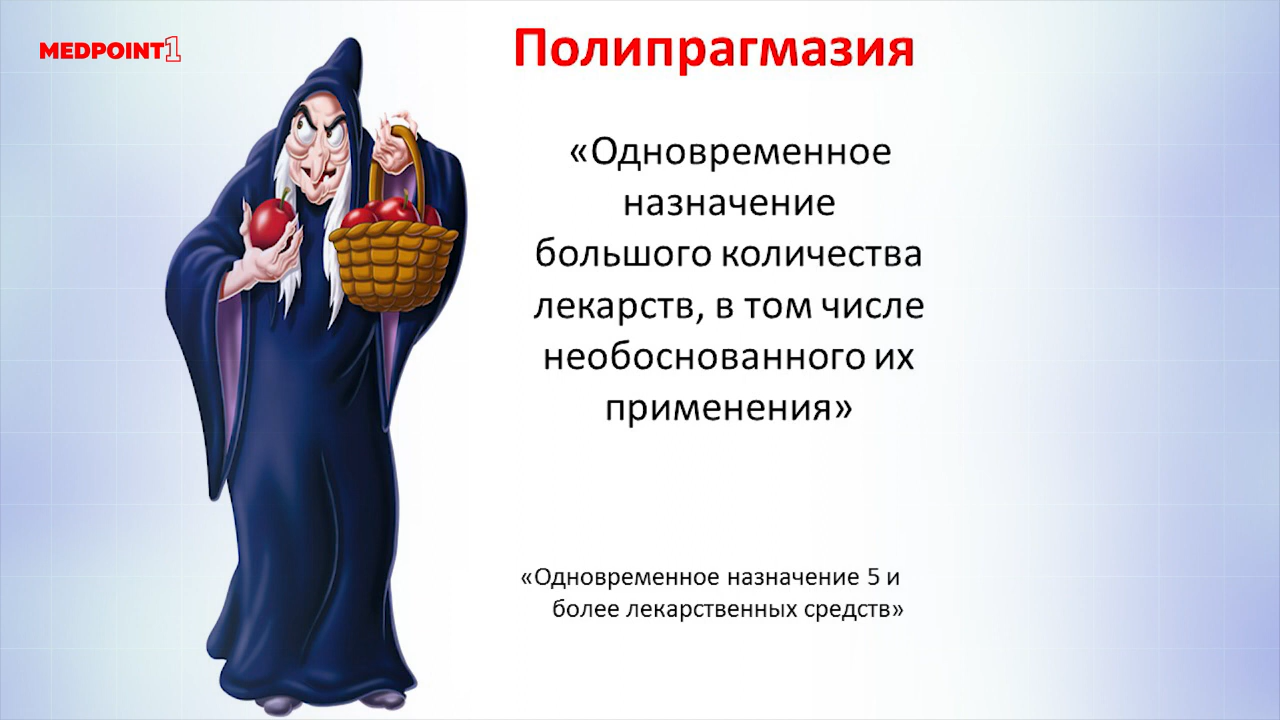 MEDPOINT1
Полипрагмазия
«Одновременное
назначение
большого количества
лекарств, в том числе
необоснованного их
применения»
«Одновременное назначение 5 и
более лекарственных средств»